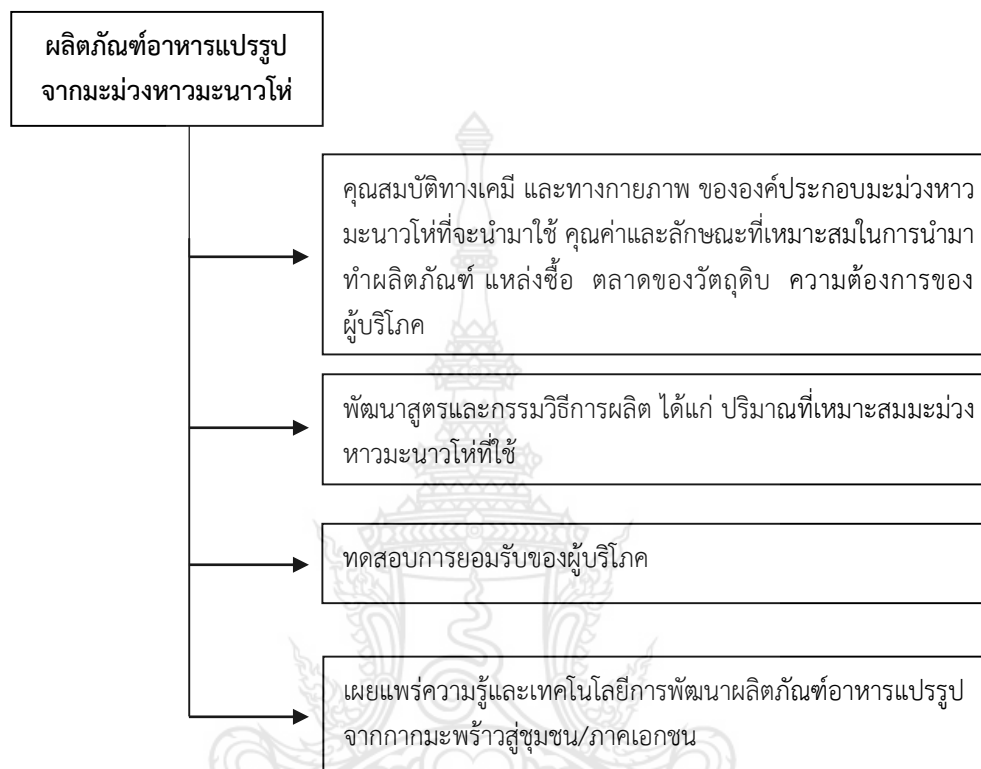 ผลิตภัณฑ์อาหารแปรรูป
จากมะม่วงหาวมะนาวโห่
คุณสมบัติทางเคมี และทางกายภาพ ขององค์ประกอบมะม่วงหาว
มะนาวโห่ที่จะนำมาใช้ คุณค่าและลักษณะที่เหมาะสมในการนำมา
ทำผลิตภัณฑ์ แหล่งซื้อ ตลาดของวัตถุดิบ ความต้องการของ
ผู้บริโภค
พัฒนาสูตรและกรรมวิธีการผลิต ได้แก่ ปริมาณที่เหมาะสมมะม่วง
หาวมะนาวโห่ที่ใช้
ทดสอบการยอมรับของผู้บริโภค
เผยแพร่ความรู้และเทคโนโลยีการพัฒนาผลิตภัณฑ์อาหารแปรรูป
จากกากมะพร้าวสู่ชุมชน/ภาคเอกชน